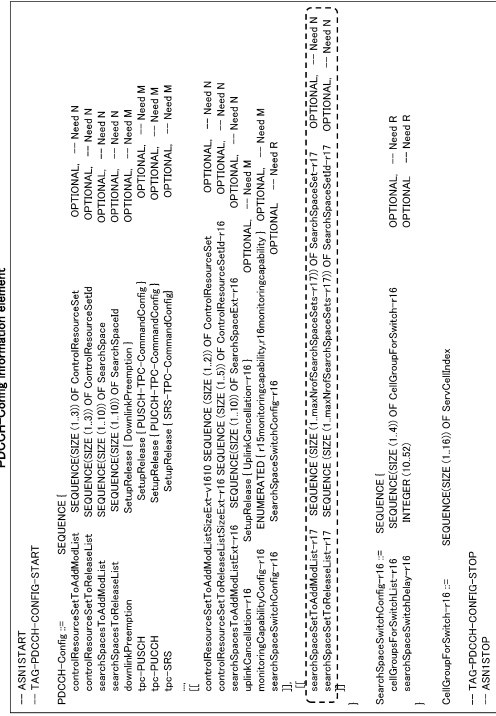 PDCCH-Config information element
-- ASN1START
-- TAG-PDCCH-CONFIG-START
PDCCH-Config ::= SEQUENCE {
controlResourceSetToAddModList SEQUENCE(SIZE (1..3)) OF ControlResourceSet OPTIONAL, -- Need N
controlResourceSetToReleaseList SEQUENCE(SIZE (1..3)) OF ControlResourceSetId OPTIONAL, -- Need N
searchSpacesToAddModList SEQUENCE(SIZE (1..10)) OF SearchSpace OPTIONAL, -- Need N
searchSpacesToReleaseList SEQUENCE(SIZE (1..10)) OF SearchSpaceId OPTIONAL, -- Need N
downlinkPreemption SetupRelease { DownlinkPreemption } OPTIONAL, -- Need M
tpc-PUSCH SetupRelease { PUSCH-TPC-CommandConfig } OPTIONAL, -- Need M
tpc-PUCCH SetupRelease { PUCCH-TPC-CommandConfig } OPTIONAL, -- Need M
tpc-SRS SetupRelease { SRS-TPC-CommandConfig} OPTIONAL, -- Need M
...,
[[
controlResourceSetToAddModListSizeExt-v1610 SEQUENCE (SIZE (1..2)) OF ControlResourceSet OPTIONAL, -- Need N
controlResourceSetToReleaseListSizeExt-r16 SEQUENCE (SIZE (1..5)) OF ControlResourceSetId-r16 OPTIONAL, -- Need N
searchSpacesToAddModListExt-r16 SEQUENCE(SIZE (1..10)) OF SearchSpaceExt-r16 OPTIONAL, -- Need N
uplinkCancellation-r16 SetupRelease { UplinkCancellation-r16 } OPTIONAL, -- Need M
monitoringCapabilityConfig-r16 ENUMERATED { r15monitoringcapability,r16monitoringcapability } OPTIONAL, -- Need M
searchSpaceSwitchConfig-r16 SearchSpaceSwitchConfig-r16 OPTIONAL -- Need R
]],
[[
searchSpaceSetToAddModList-r17 SEQUENCE (SIZE (1..maxNrofSearchSpaceSets-r17)) OF SearchSpaceSet-r17 OPTIONAL, -- Need N
searchSpaceSetToReleaseList-r17 SEQUENCE (SIZE (1..maxNrofSearchSpaceSets-r17)) OF SearchSpaceSetId-r17 OPTIONAL, -- Need N
]]
}
SearchSpaceSwitchConfig-r16 ::= SEQUENCE {
cellGroupsForSwitchList-r16 SEQUENCE(SIZE (1..4)) OF CellGroupForSwitch-r16 OPTIONAL, -- Need R
searchSpaceSwitchDelay-r16 INTEGER (10..52) OPTIONAL -- Need R
}
CellGroupForSwitch-r16 ::= SEQUENCE(SIZE (1..16)) OF ServCellIndex
-- TAG-PDCCH-CONFIG-STOP
-- ASN1STOP